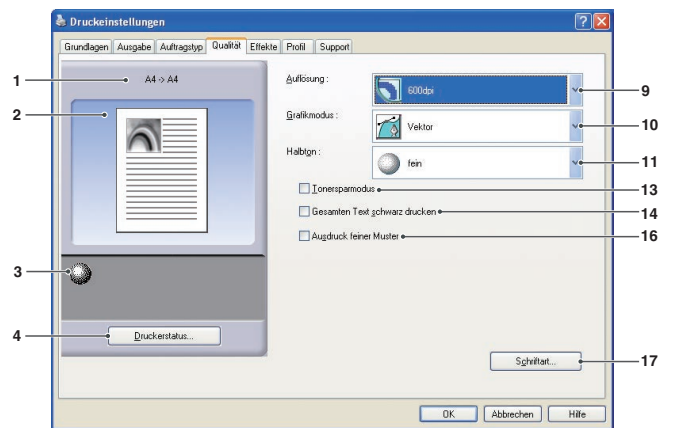 Druckeinstellungen
Grundlagen Ausgabe Auftragstyp Qualität Effekte Profil Support
1
A4 -> A4
Auflösung :
600dpi
9
2
Grafikmodus :
Vektor
10
Halbton :
fein
11
Tonersparmodus
13
Gesamten Text schwarz drucken
14
Ausdruck feiner Muster
16
3
4
Druckerstatus...
Schriftart...
17
OK Abbrechen Hilfe